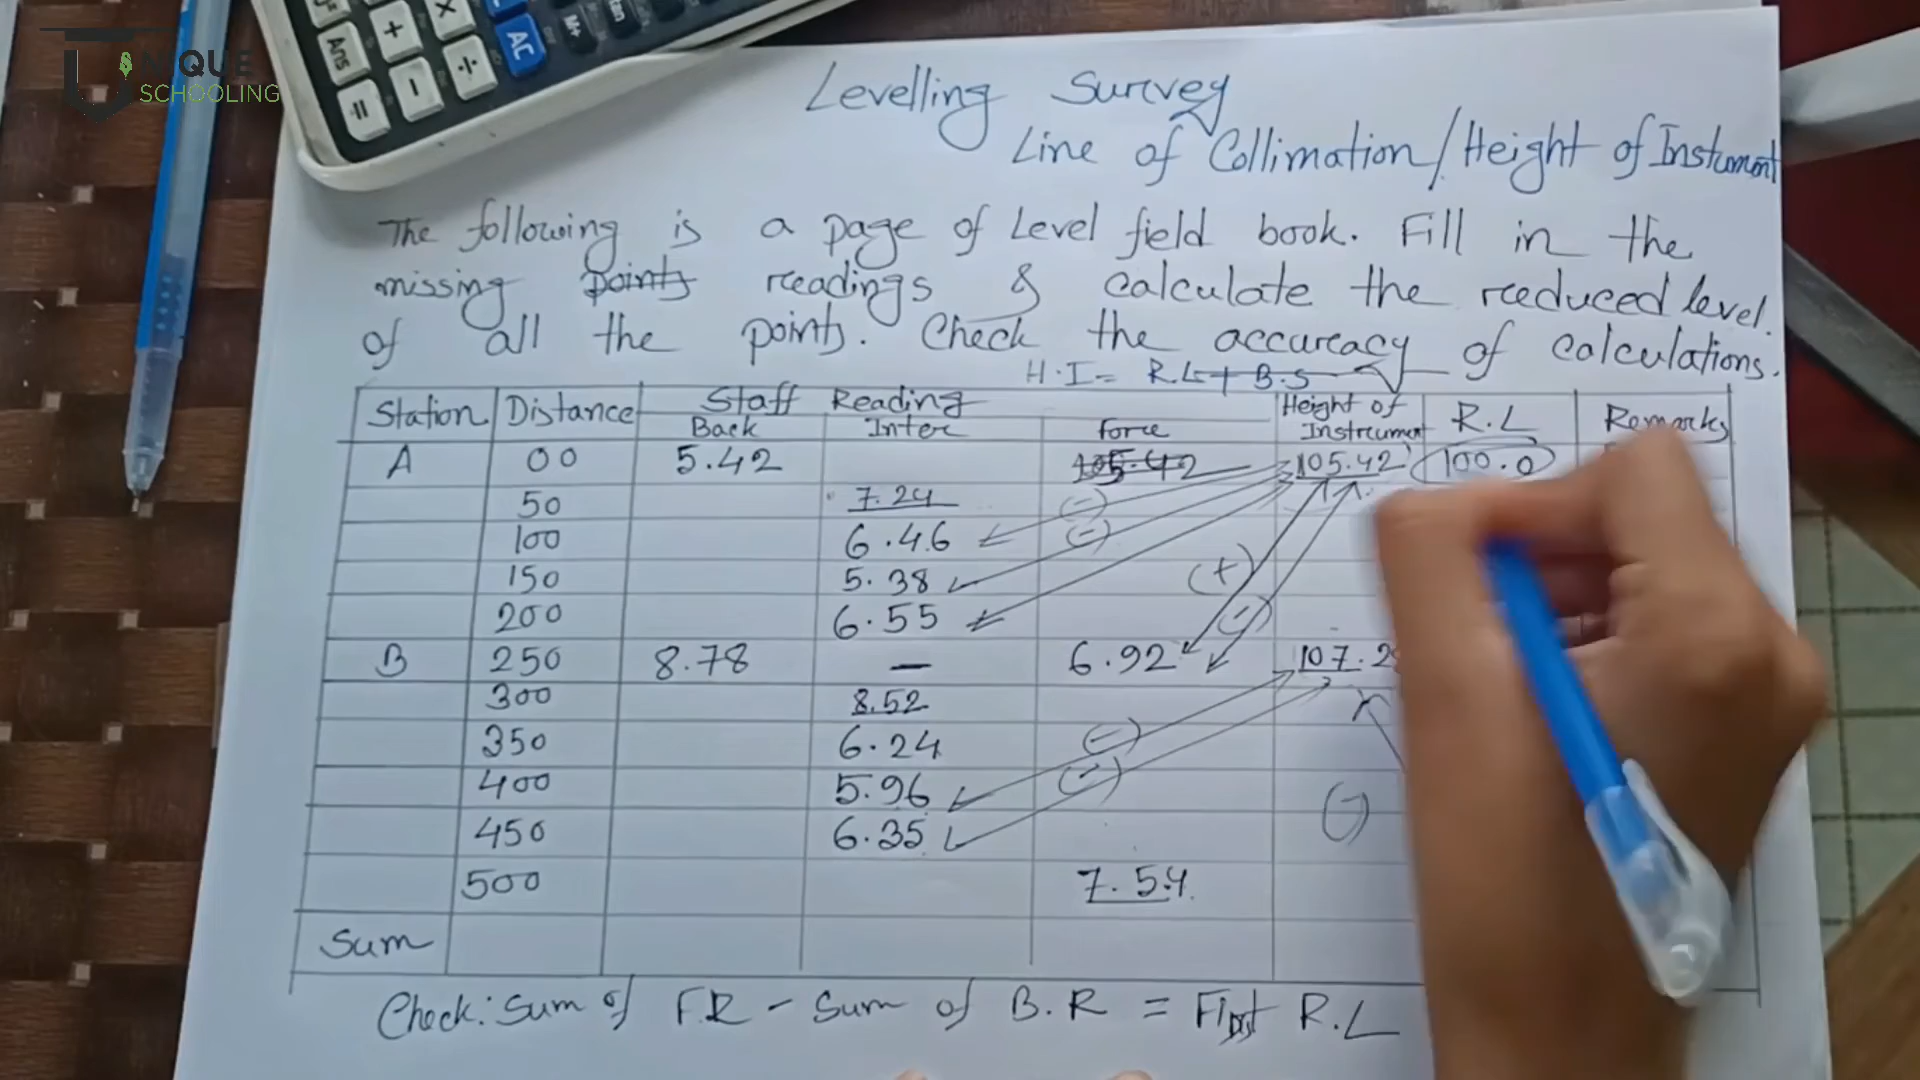 UNIQUE
SCHOOLING
Ans
+
×
AC
M+
tan
=
-
÷
Levelling Survey
Line of Collimation/Height of Instrument
The following is a page of Level field book. Fill in the
missing points readings & calculate the reduced level.
of all the points. Check the accuracy of calculations.
H.I = R.L + B.S
Station Distance Staff Reading Height of Instrument R.L Remarks
Back Inter Force
A 00 5.42 105.42 105.42 100.0
50 7.24 (-)
100 6.46 (-)
150 5.38 (+)
200 6.55 (-)
B 250 8.78 — 6.92 107.2
300 8.52
350 6.24 (-)
400 5.96 (-)
450 6.35 (-)
500 7.54
Sum
Check: Sum of F.R - Sum of B.R = First R.L